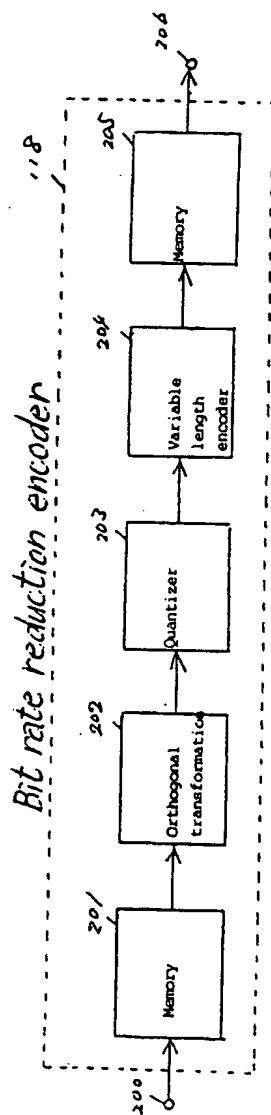 Bit rate reduction encoder
118
200
201
Memory
202
Orthogonal
transformation
203
Quantizer
204
Variable
length
encoder
205
Memory
206